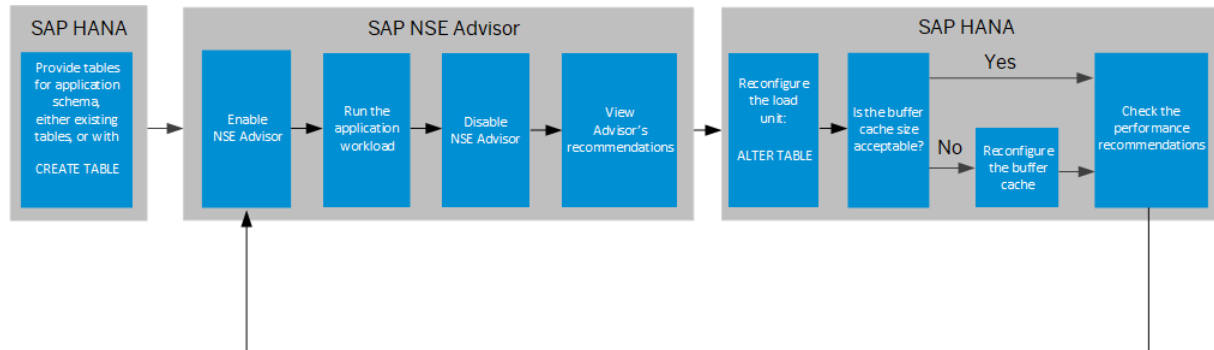 SAP HANA
Provide tables
for application
schema,
either existing
tables, or with
CREATE TABLE
SAP NSE Advisor
Enable
NSE Advisor
Run the
application
workload
Disable
NSE Advisor
View
Advisor's
recommendations
SAP HANA
Reconfigure
the load
unit:
ALTER TABLE
Is the buffer
cache size
acceptable?
Yes
No
Reconfigure
the buffer
cache
Check the
performance
recommendations